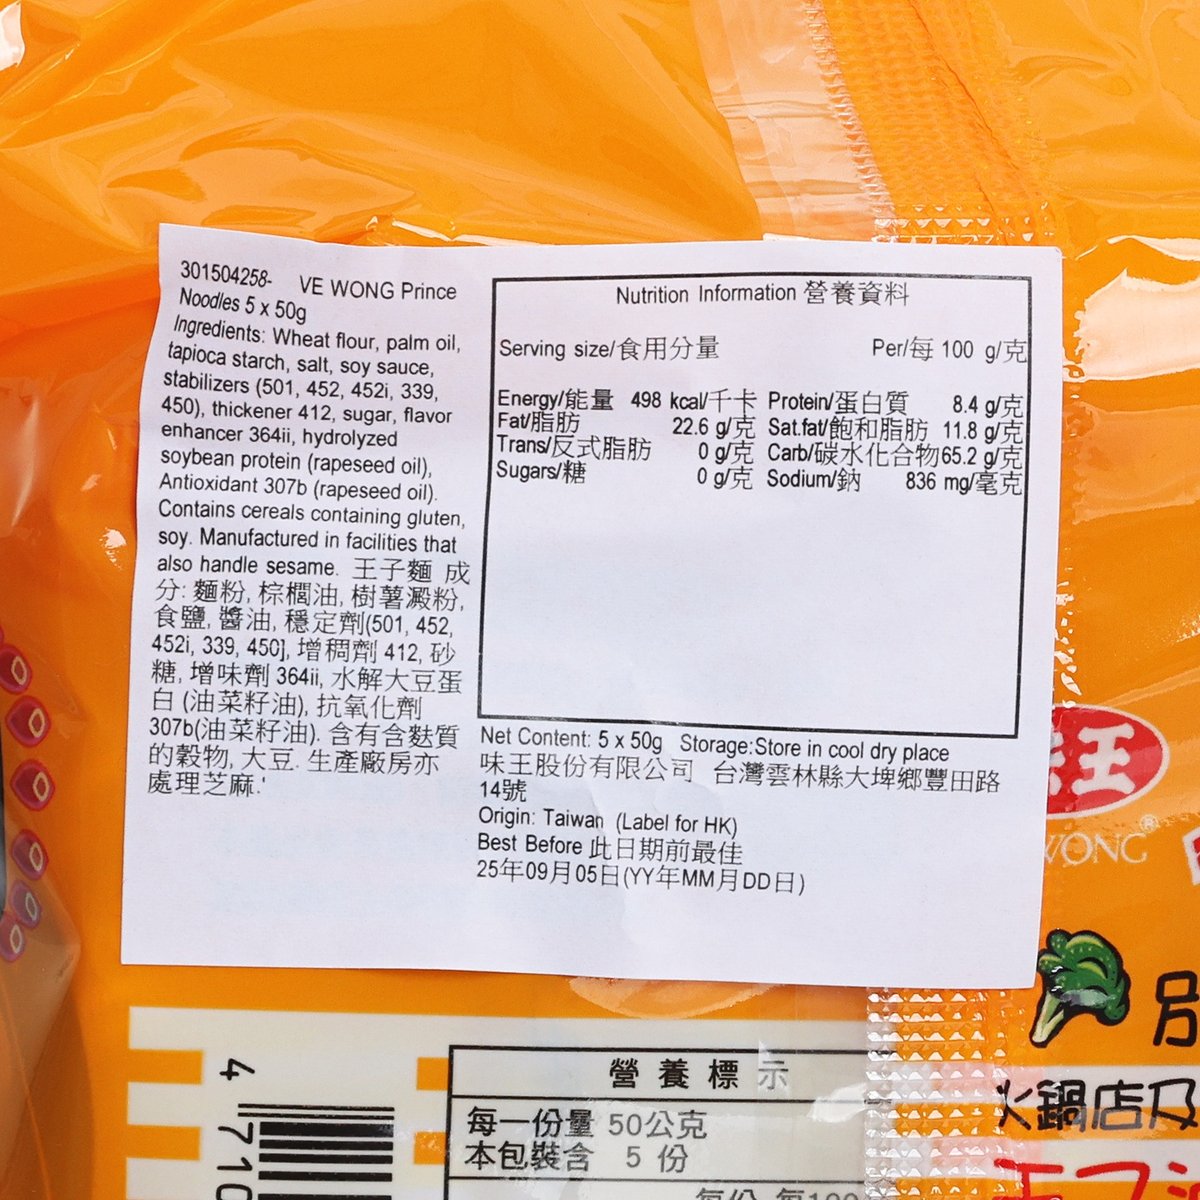 301504258- VE WONG Prince
Noodles 5 x 50g
Ingredients: Wheat flour, palm oil,
tapioca starch, salt, soy sauce,
stabilizers (501, 452, 452i, 339,
450), thickener 412, sugar, flavor
enhancer 364ii, hydrolyzed
soybean protein (rapeseed oil),
Antioxidant 307b (rapeseed oil).
Contains cereals containing gluten,
soy. Manufactured in facilities that
also handle sesame. 王子麵 成
分: 麵粉, 棕櫚油, 樹薯澱粉,
食鹽, 醬油, 穩定劑(501, 452,
452i, 339, 450], 增稠劑 412, 砂
糖, 增味劑 364ii, 水解大豆蛋
白 (油菜籽油), 抗氧化劑
307b(油菜籽油). 含有含麩質
的穀物, 大豆. 生產廠房亦
處理芝麻.'
Nutrition Information 營養資料
Serving size/食用分量 Per/每 100 g/克
Energy/能量 498 kcal/千卡 Protein/蛋白質 8.4 g/克
Fat/脂肪 22.6 g/克 Sat.fat/飽和脂肪 11.8 g/克
Trans/反式脂肪 0 g/克 Carb/碳水化合物65.2 g/克
Sugars/糖 0 g/克 Sodium/鈉 836 mg/毫克
Net Content: 5 x 50g Storage:Store in cool dry place
味王股份有限公司 台灣雲林縣大埤鄉豐田路
14號
Origin: Taiwan (Label for HK)
Best Before 此日期前最佳
25年09月05日(YY年MM月DD日)
王
WONG®
火鍋店及
營養標示
每一份量 50公克
本包裝含 5 份
4 710